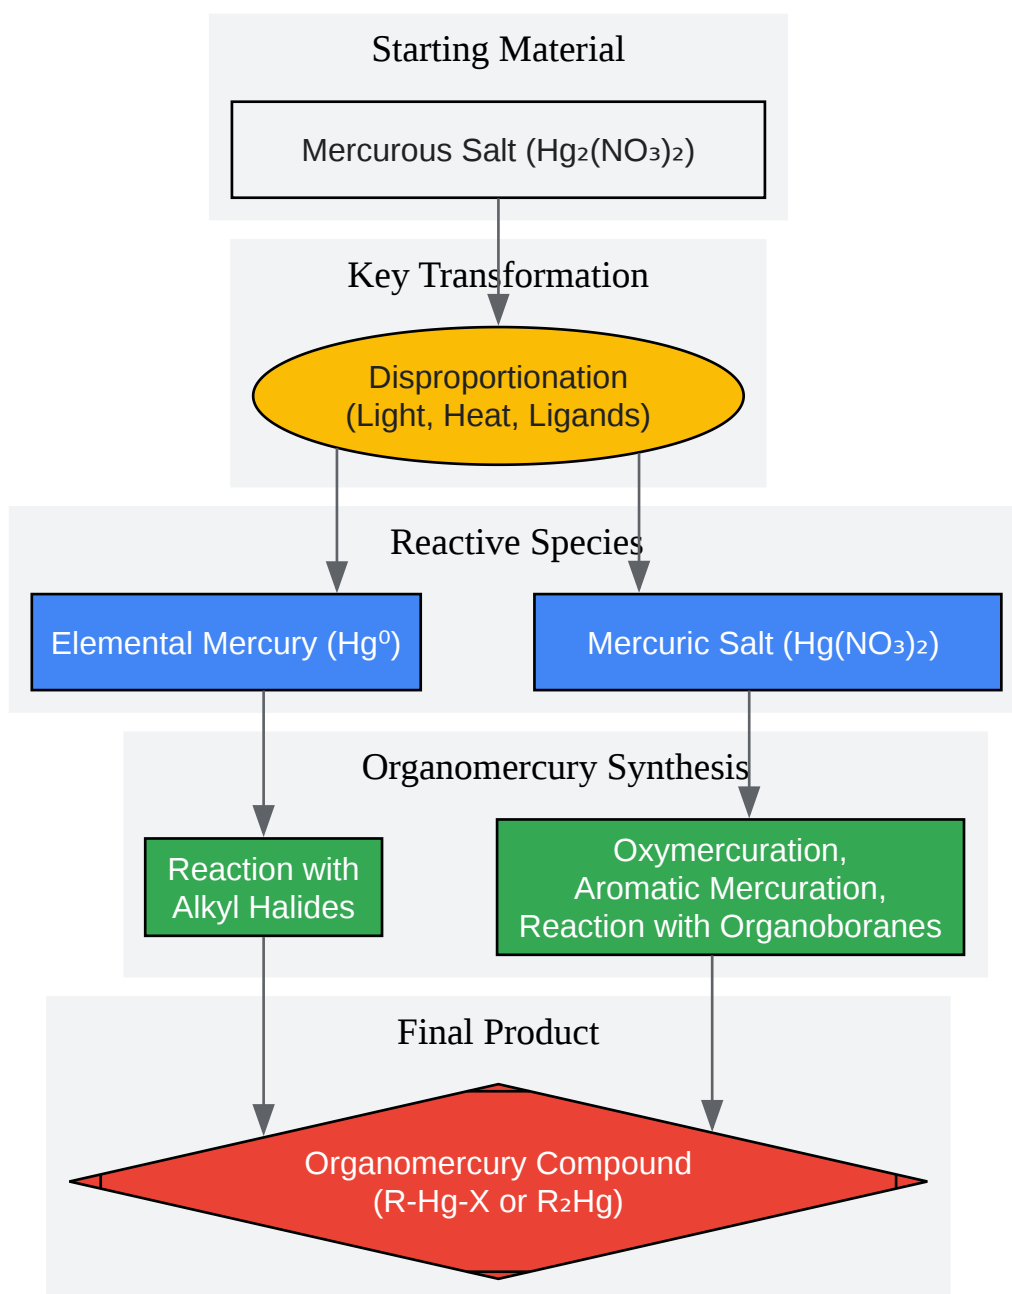 Starting Material
Mercurous Salt (Hg₂(NO₃)₂)
Key Transformation
Disproportionation
(Light, Heat, Ligands)
Reactive Species
Elemental Mercury (Hg⁰)
Mercuric Salt (Hg(NO₃)₂)
Organomercury Synthesis
Reaction with
Alkyl Halides
Oxymercuration,
Aromatic Mercuration,
Reaction with Organoboranes
Final Product
Organomercury Compound
(R-Hg-X or R₂Hg)